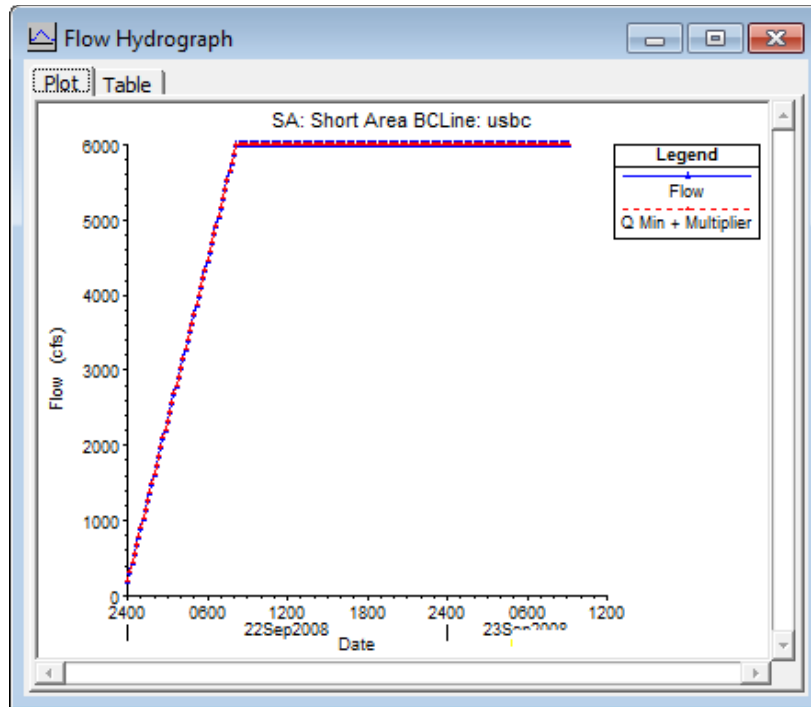 Flow Hydrograph
Plot Table
SA: Short Area BCLine: usbc
Legend
Flow
Q Min + Multiplier
6000
5000
4000
3000
2000
1000
0
Flow (cfs)
2400 0600 1200 1800 2400 0600 1200
22Sep2008 23Sep2008
Date